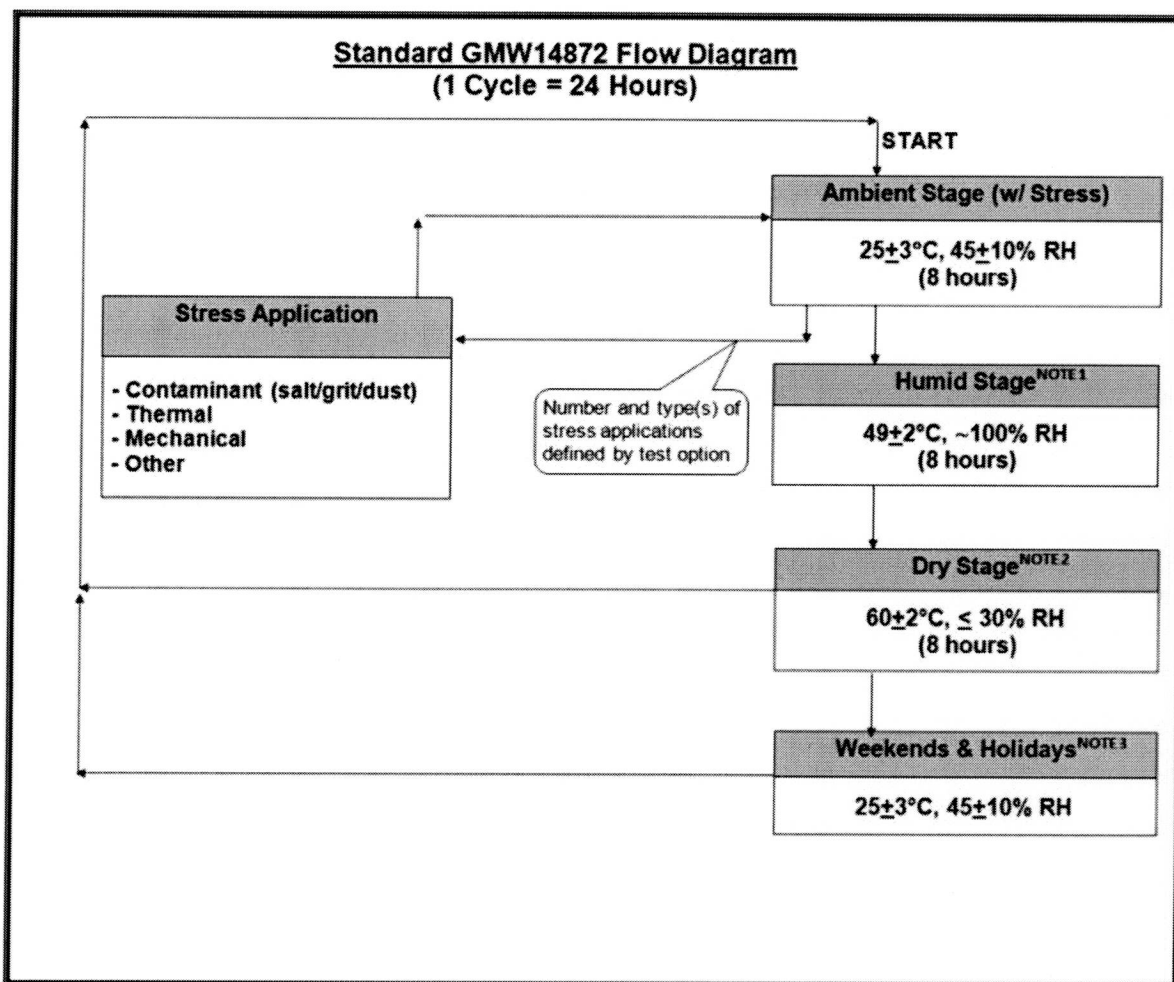 Standard GMW14872 Flow Diagram
(1 Cycle = 24 Hours)
START
Ambient Stage (w/ Stress)
25±3°C, 45±10% RH
(8 hours)
Stress Application
- Contaminant (salt/grit/dust)
- Thermal
- Mechanical
- Other
Number and type(s) of
stress applications
defined by test option
Humid Stage NOTE 1
49±2°C, ~100% RH
(8 hours)
Dry Stage NOTE 2
60±2°C, ≤ 30% RH
(8 hours)
Weekends & Holidays NOTE 3
25±3°C, 45±10% RH